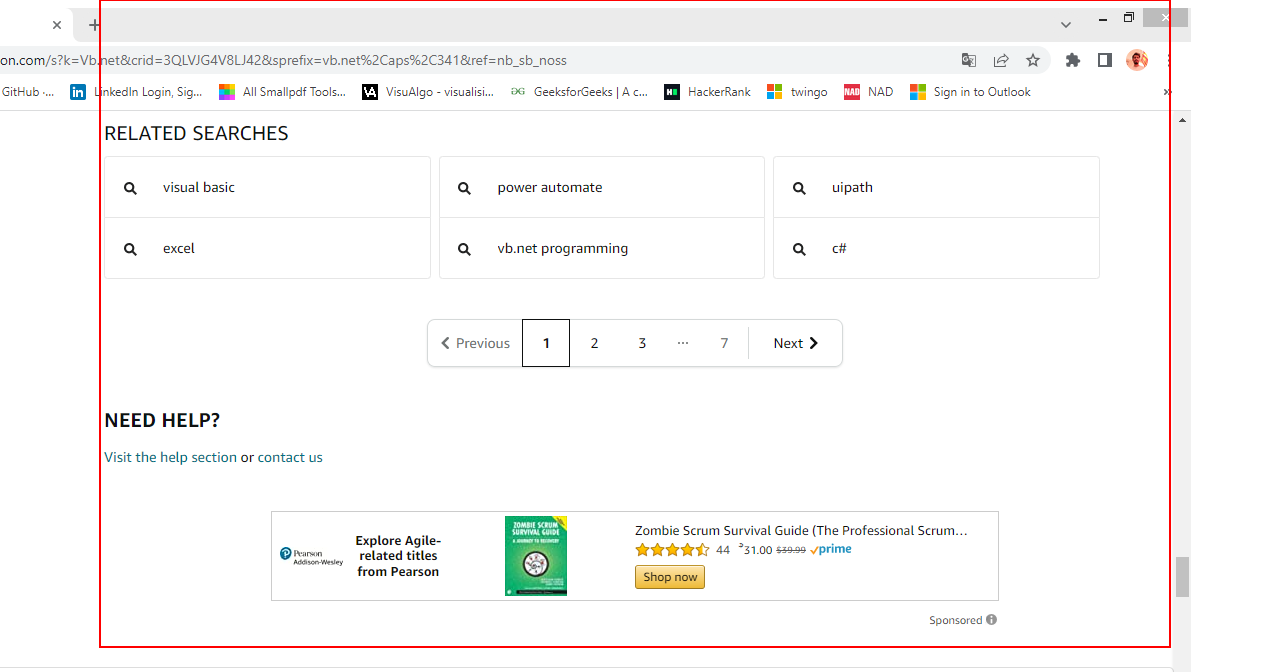 on.com/s?k=Vb.net&crid=3QLVJG4V8LJ42&sprefix=vb.net%2Caps%2C341&ref=nb_sb_noss
GitHub -... LinkedIn Login, Sig... All Smallpdf Tools... VisuAlgo - visualisi... GeeksforGeeks | A c... HackerRank twingo NAD NAD Sign in to Outlook »
RELATED SEARCHES
visual basic power automate uipath
excel vb.net programming c#
Previous 1 2 3 ... 7 Next
NEED HELP?
Visit the help section or contact us
Pearson
Addison-Wesley
Explore Agile-
related titles
from Pearson
ZOMBIE SCRUM
SURVIVAL GUIDE
A JOURNEY TO RECOVERY
Zombie Scrum Survival Guide (The Professional Scrum...
44 31.00 $39.99 prime
Shop now
Sponsored